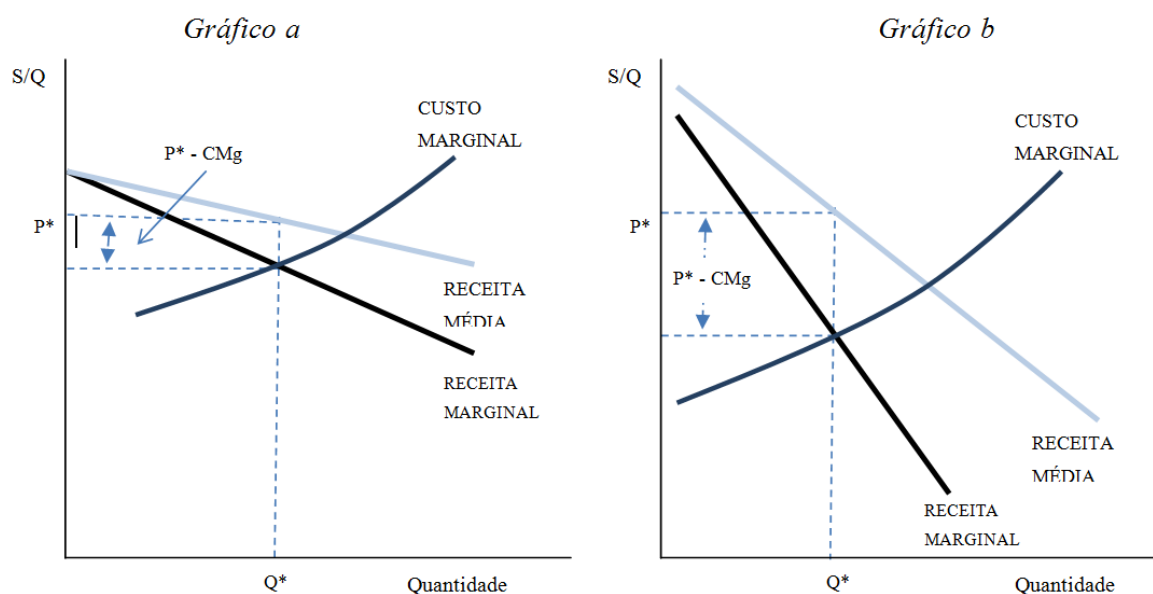 Gráfico a
S/Q
CUSTO
MARGINAL
P* - CMg
P*
RECEITA
MÉDIA
RECEITA
MARGINAL
Q*
Quantidade
Gráfico b
S/Q
CUSTO
MARGINAL
P*
P* - CMg
RECEITA
MÉDIA
RECEITA
MARGINAL
Q*
Quantidade